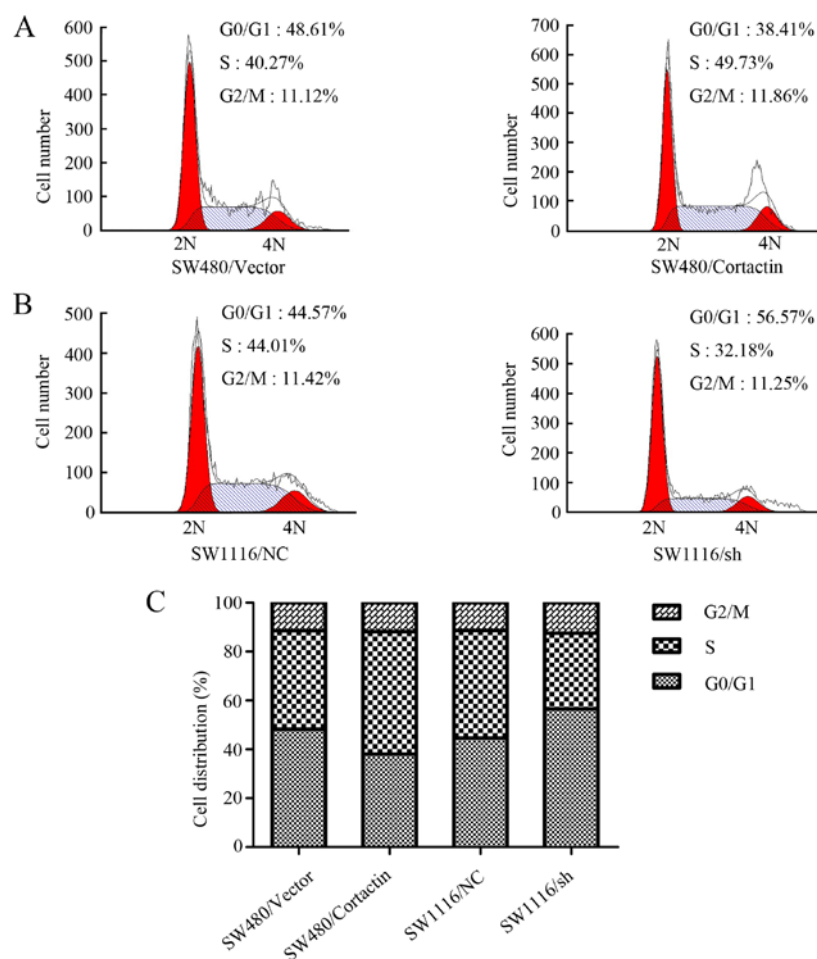 A
600
500
400
300
200
100
0
Cell number
G0/G1 : 48.61%
S : 40.27%
G2/M : 11.12%
2N 4N
SW480/Vector
700
600
500
400
300
200
100
0
Cell number
G0/G1 : 38.41%
S : 49.73%
G2/M : 11.86%
2N 4N
SW480/Cortactin
B
500
400
300
200
100
0
Cell number
G0/G1 : 44.57%
S : 44.01%
G2/M : 11.42%
2N 4N
SW1116/NC
600
500
400
300
200
100
0
Cell number
G0/G1 : 56.57%
S : 32.18%
G2/M : 11.25%
2N 4N
SW1116/sh
C
100
80
60
40
20
0
Cell distribution (%)
SW480/Vector
SW480/Cortactin
SW1116/NC
SW1116/sh
G2/M
S
G0/G1